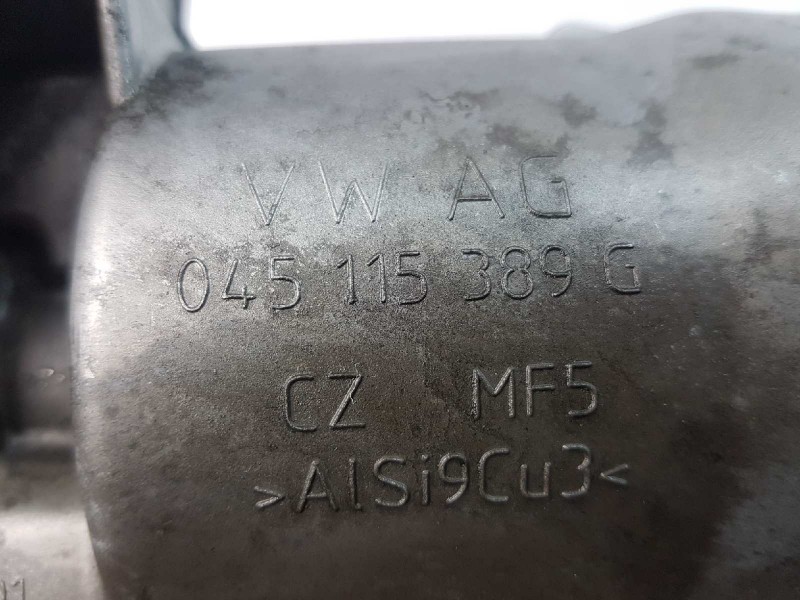 VW AG
045 115 389 G
CZ MF5
>AlSi9Cu3<